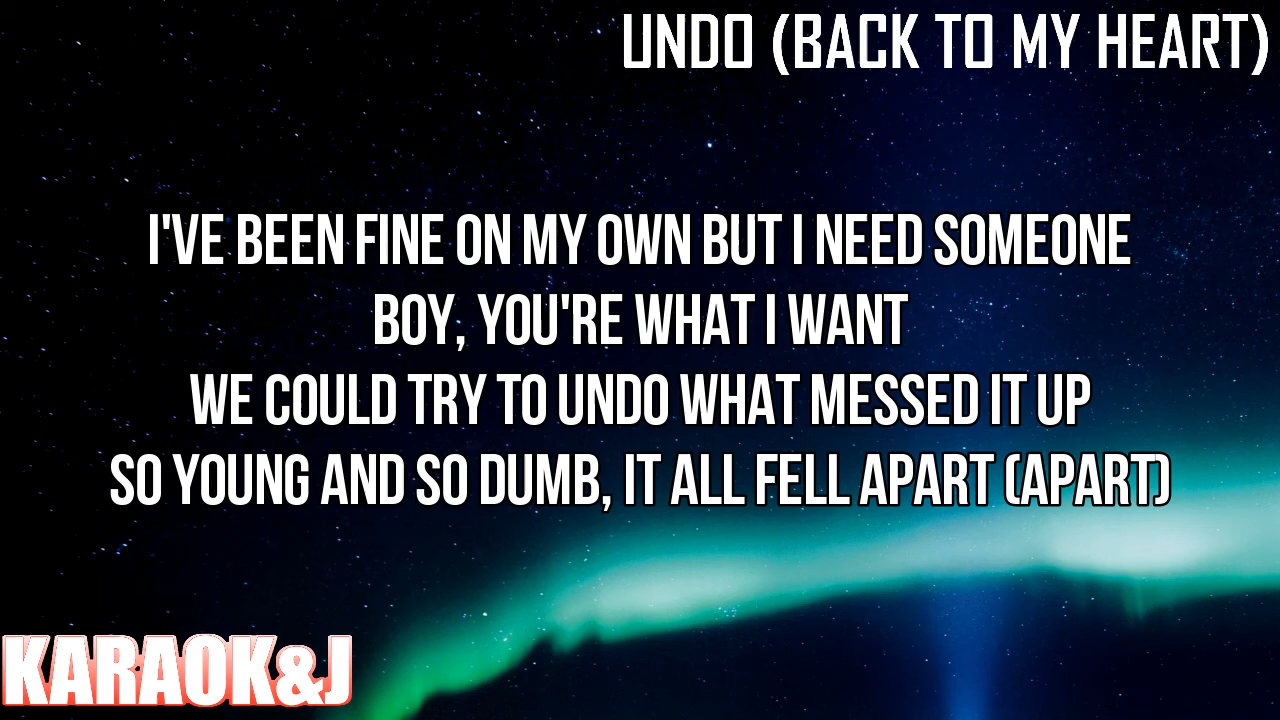 UNDO (BACK TO MY HEART)
I'VE BEEN FINE ON MY OWN BUT I NEED SOMEONE
BOY, YOU'RE WHAT I WANT
WE COULD TRY TO UNDO WHAT MESSED IT UP
SO YOUNG AND SO DUMB, IT ALL FELL APART (APART)
KARAOK&J